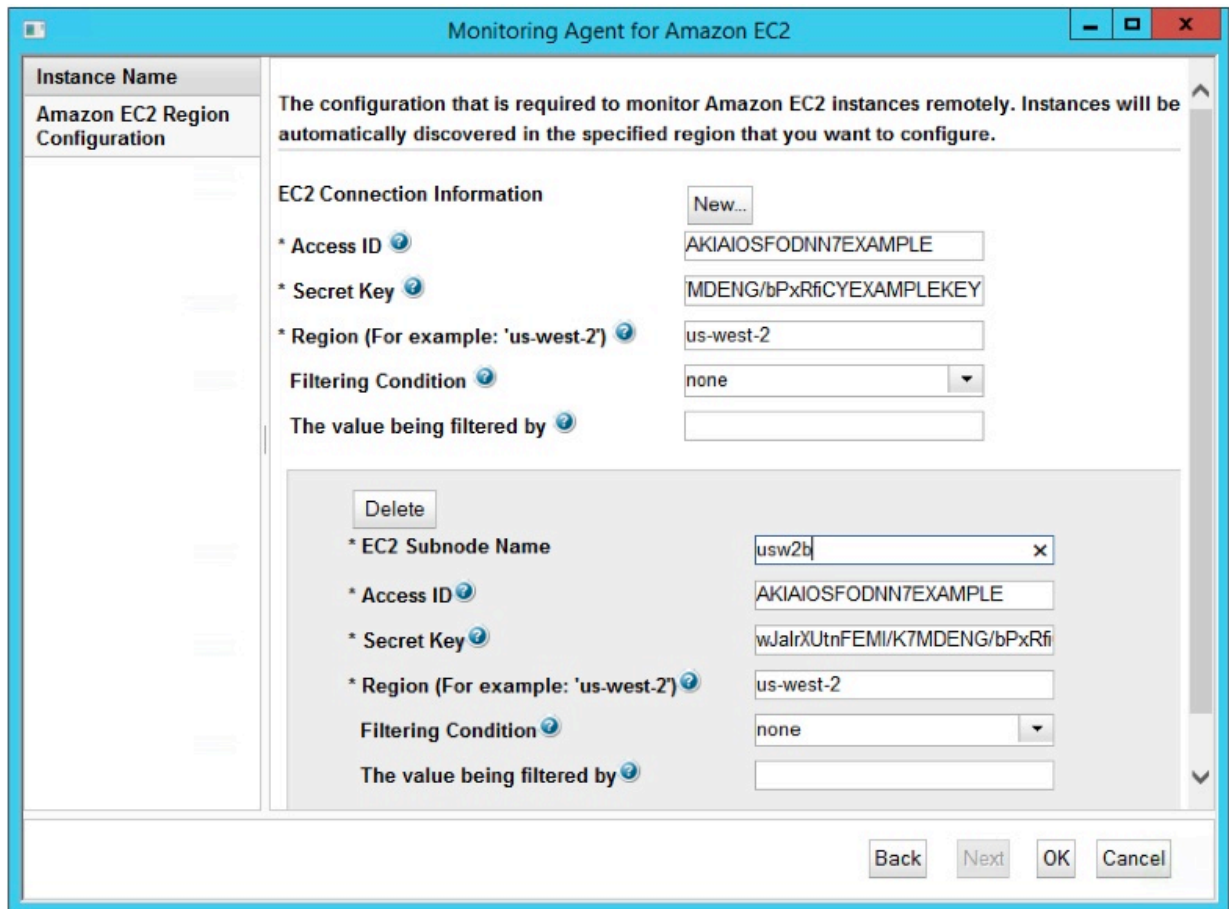 Monitoring Agent for Amazon EC2
Instance Name
Amazon EC2 Region
Configuration
The configuration that is required to monitor Amazon EC2 instances remotely. Instances will be
automatically discovered in the specified region that you want to configure.
EC2 Connection Information New...
* Access ID AKIAIOSFODNN7EXAMPLE
* Secret Key MDENG/bPxRfiCYEXAMPLEKEY
* Region (For example: 'us-west-2') us-west-2
Filtering Condition none
The value being filtered by
Delete
* EC2 Subnode Name usw2b
* Access ID AKIAIOSFODNN7EXAMPLE
* Secret Key wJalrXUtnFEMI/K7MDENG/bPxRfi
* Region (For example: 'us-west-2') us-west-2
Filtering Condition none
The value being filtered by
Back Next OK Cancel